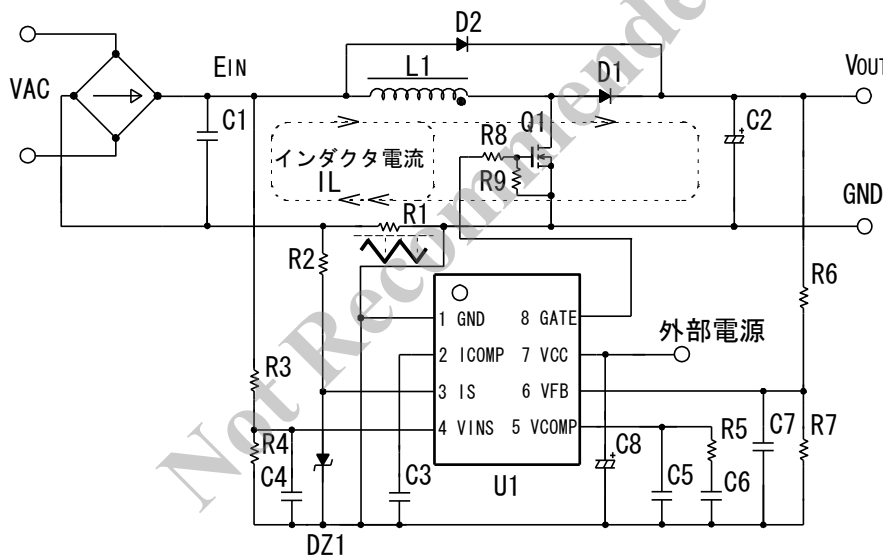 D2
EIN
L1
D1
VOUT
VAC
C1
Q1
C2
R8
インダクタ電流
IL
R9
GND
R1
R2
R6
1 GND
8 GATE
外部電源
2 ICOMP
7 VCC
R3
3 IS
6 VFB
4 VINS
5 VCOMP
R4
C4
C3
C8
R5
C7
R7
C5
C6
U1
DZ1
Not Recommende